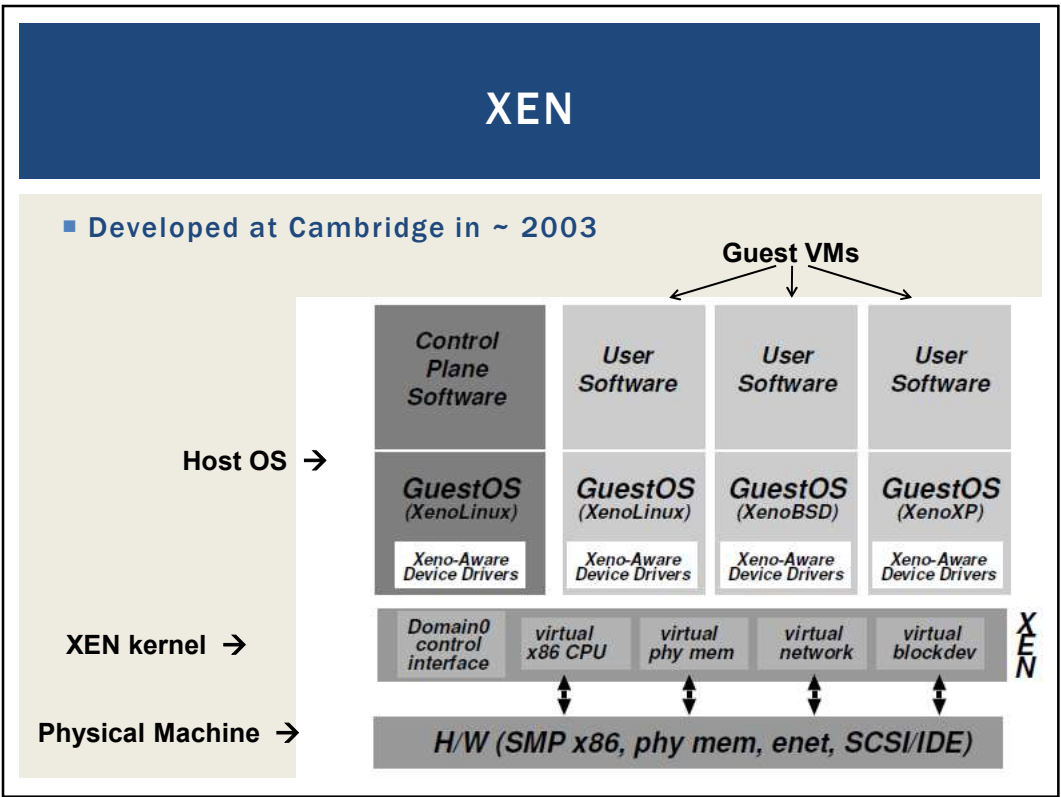 XEN
■ Developed at Cambridge in ~ 2003
Guest VMs
Control
Plane
Software
User
Software
User
Software
User
Software
Host OS →
GuestOS
(XenoLinux)
GuestOS
(XenoLinux)
GuestOS
(XenoBSD)
GuestOS
(XenoXP)
Xeno-Aware
Device Drivers
Xeno-Aware
Device Drivers
Xeno-Aware
Device Drivers
Xeno-Aware
Device Drivers
XEN kernel →
Domain0
control
interface
virtual
x86 CPU
virtual
phy mem
virtual
network
virtual
blockdev
XEN
Physical Machine →
H/W (SMP x86, phy mem, enet, SCSI/IDE)